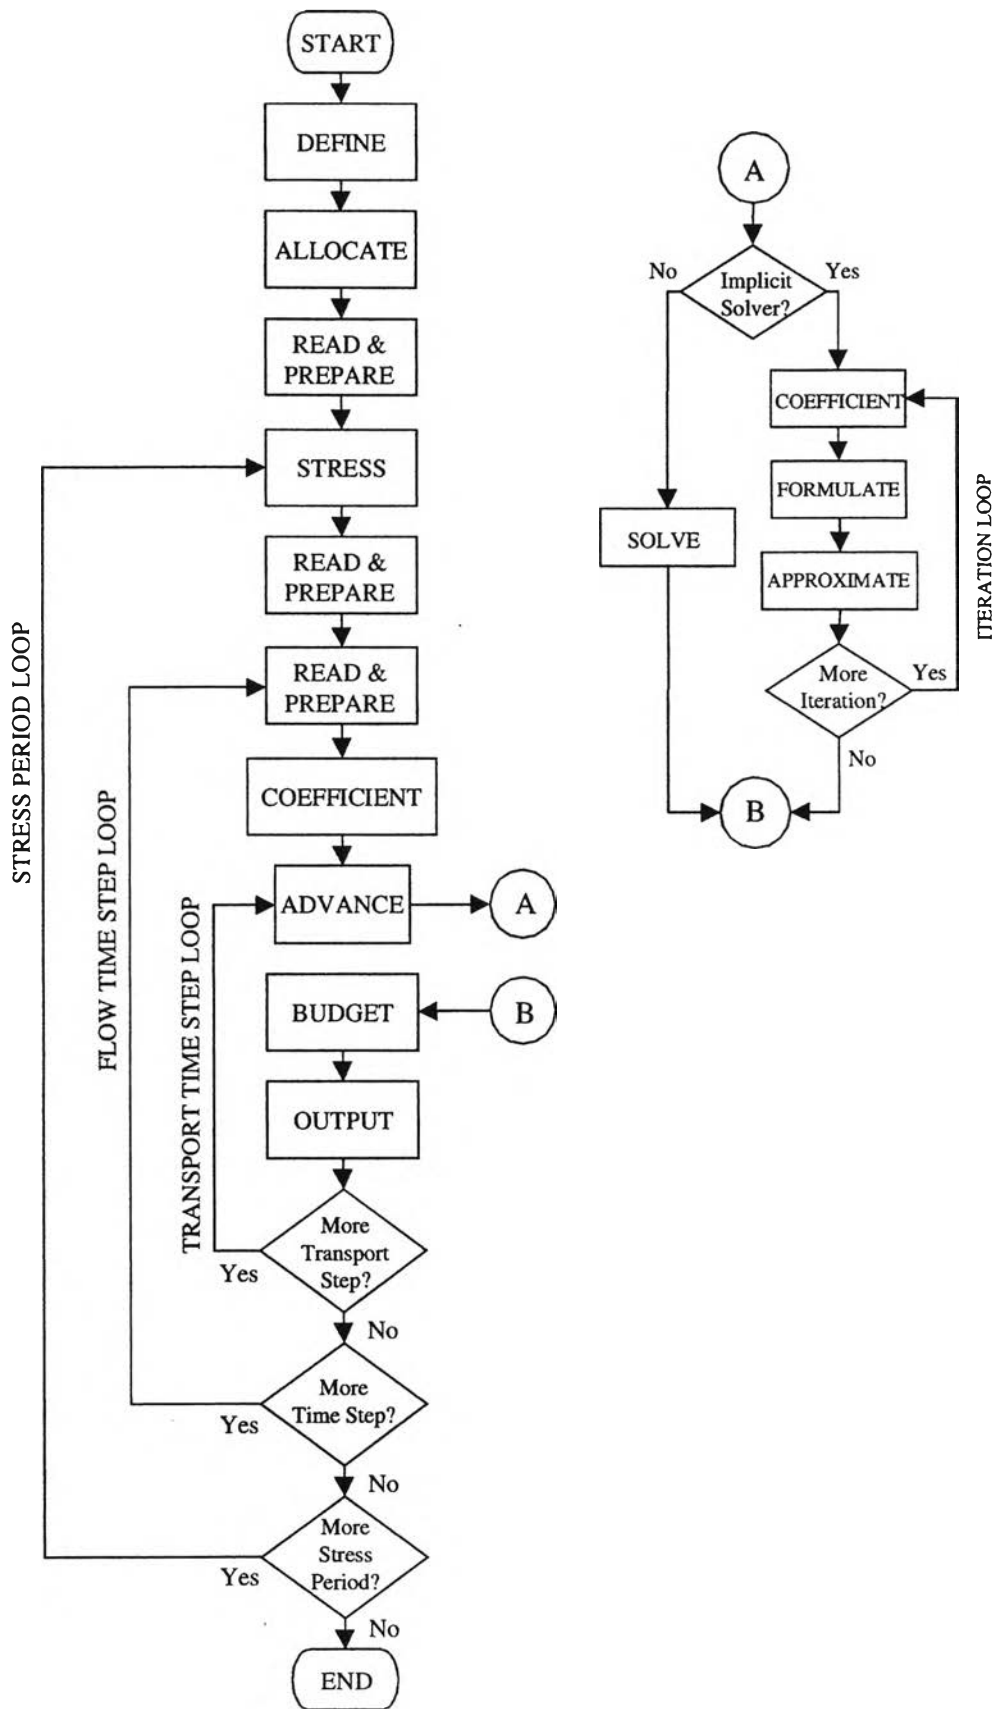 START
DEFINE
ALLOCATE
READ &
PREPARE
STRESS
READ &
PREPARE
READ &
PREPARE
COEFFICIENT
ADVANCE
A
BUDGET
B
OUTPUT
More
Transport
Step?
Yes
No
More
Time Step?
Yes
No
More
Stress
Period?
Yes
No
END
STRESS PERIOD LOOP
FLOW TIME STEP LOOP
TRANSPORT TIME STEP LOOP
A
No
Implicit
Solver?
Yes
COEFFICIENT
FORMULATE
SOLVE
APPROXIMATE
More
Iteration?
Yes
No
B
ITERATION LOOP